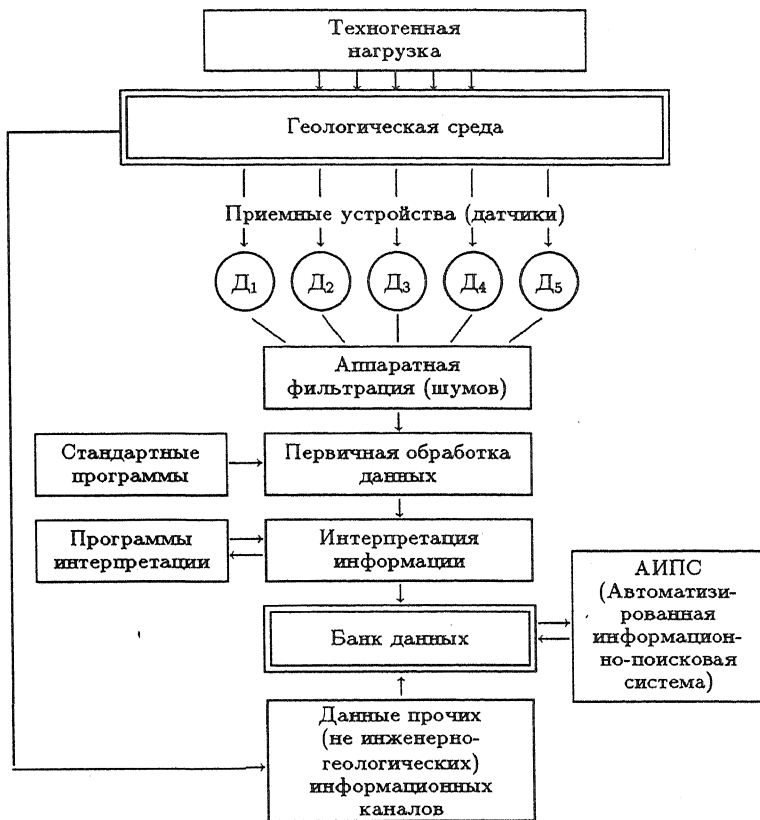 Техногенная
нагрузка
Геологическая среда
Приемные устройства (датчики)
Д₁ Д₂ Д₃ Д₄ Д₅
Аппаратная
фильтрация (шумов)
Стандартные
программы
Первичная обработка
данных
Программы
интерпретации
Интерпретация
информации
АИПС
(Автоматизи-
рованная
информацион-
но-поисковая
система)
Банк данных
Данные прочих
(не инженерно-
геологических)
информационных
каналов